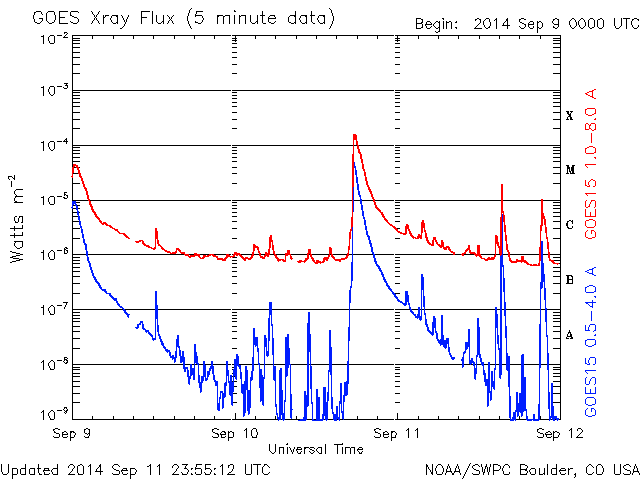 GOES Xray Flux (5 minute data)
Begin: 2014 Sep 9 0000 UTC
10-2
10-3
10-4
10-5
10-6
10-7
10-8
10-9
Watts m-2
X
M
C
B
A
GOES15 1.0-8.0 A
GOES15 0.5-4.0 A
Sep 9
Sep 10
Sep 11
Sep 12
Universal Time
Updated 2014 Sep 11 23:55:12 UTC
NOAA/SWPC Boulder, CO USA